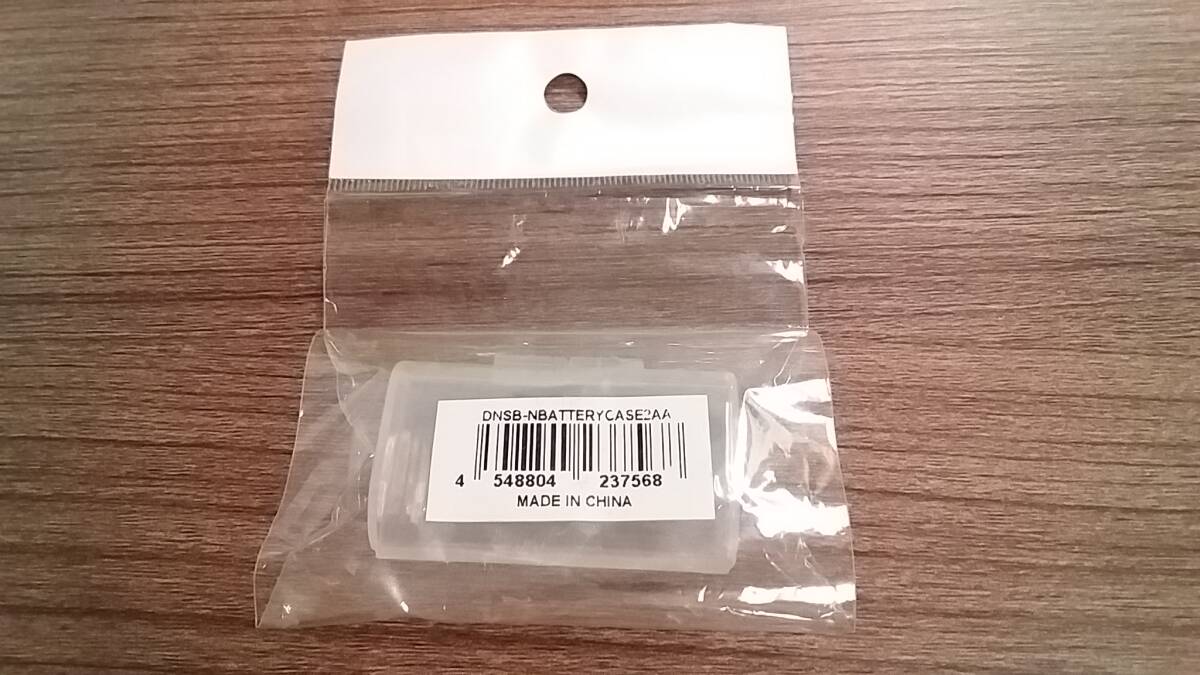 DNSB-NBATTERYCASE2AA
4 548804 237568
MADE IN CHINA